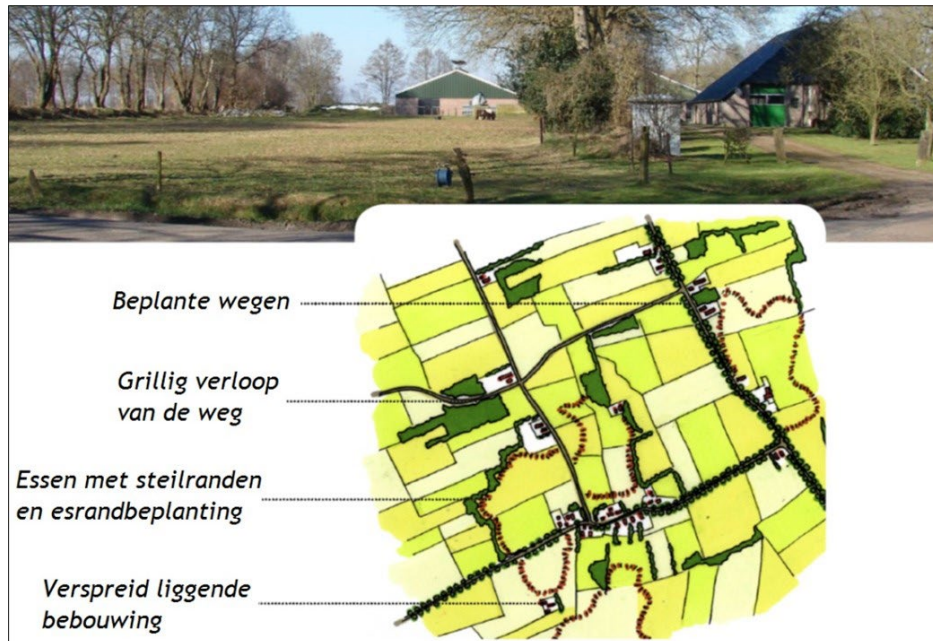 Beplante wegen
Grillig verloop
van de weg
Essen met steilranden
en esrandbeplanting
Verspreid liggende
bebouwing